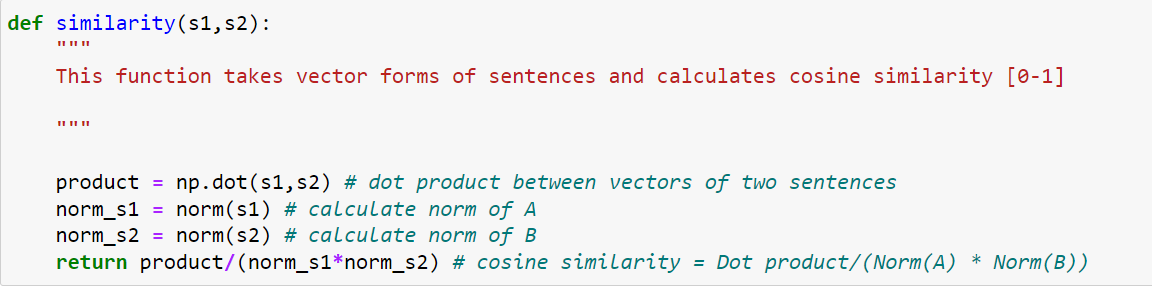 def similarity(s1,s2):
    """
    This function takes vector forms of sentences and calculates cosine similarity [0-1]
    """
    product = np.dot(s1,s2) # dot product between vectors of two sentences
    norm_s1 = norm(s1) # calculate norm of A
    norm_s2 = norm(s2) # calculate norm of B
    return product/(norm_s1*norm_s2) # cosine similarity = Dot product/(Norm(A) * Norm(B))